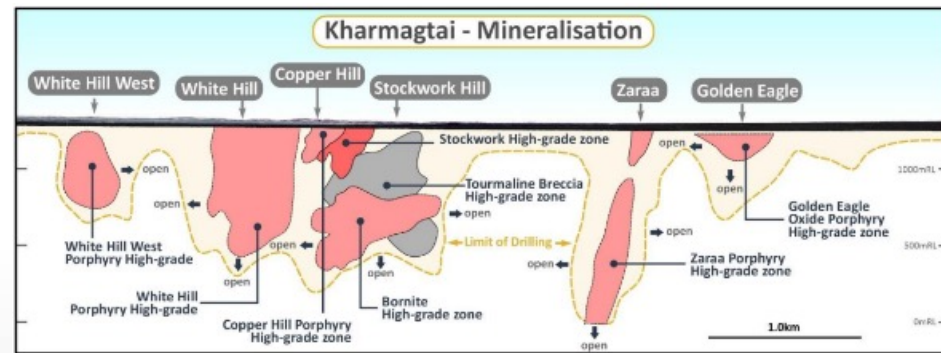 Kharmagtai - Mineralisation
White Hill West
White Hill
Copper Hill
Stockwork Hill
Zaraa
Golden Eagle
Stockwork High-grade zone
open
open
1000mRL
Tourmaline Breccia
High-grade zone
open
open
open
Golden Eagle
Oxide Porphyry
High-grade zone
White Hill West
Porphyry High-grade
open
Limit of Drilling
open
500mRL
open
open
open
Zaraa Porphyry
High-grade zone
White Hill
Porphyry High-grade
Copper Hill Porphyry
High-grade zone
Bornite
High-grade zone
open
1.0km
0mRL